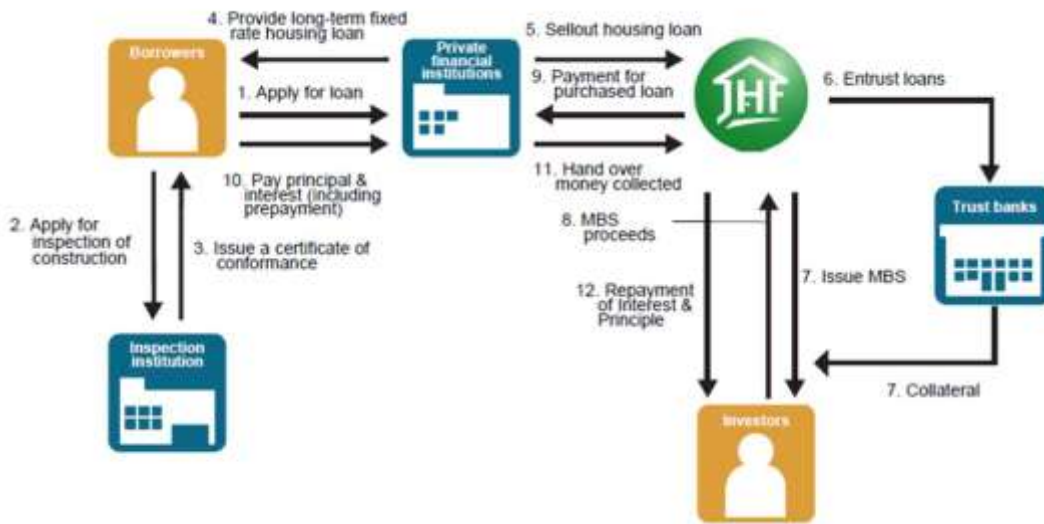 4. Provide long-term fixed
rate housing loan
Borrowers
Private
financial
institutions
5. Sellout housing loan
1. Apply for loan
9. Payment for
purchased loan
JHF
6. Entrust loans
10. Pay principal &
interest (including
prepayment)
11. Hand over
money collected
Trust banks
2. Apply for
inspection of
construction
3. Issue a certificate of
conformance
8. MBS
proceeds
7. Issue MBS
12. Repayment
of Interest &
Principle
Inspection
institution
7. Collateral
Investors